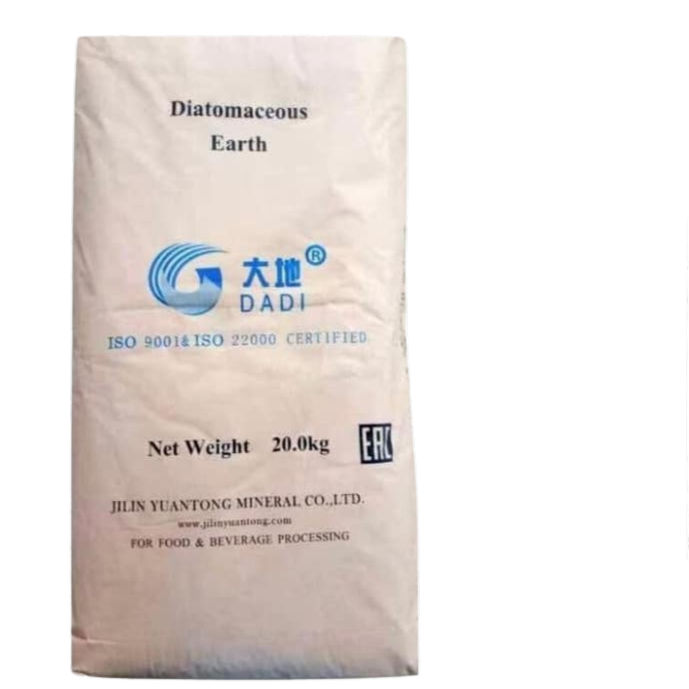 Diatomaceous
Earth
大地®
DADI
ISO 9001&ISO 22000 CERTIFIED
Net Weight 20.0kg
EAC
JILIN YUANTONG MINERAL CO.,LTD.
www.jilinyuantong.com
FOR FOOD & BEVERAGE PROCESSING